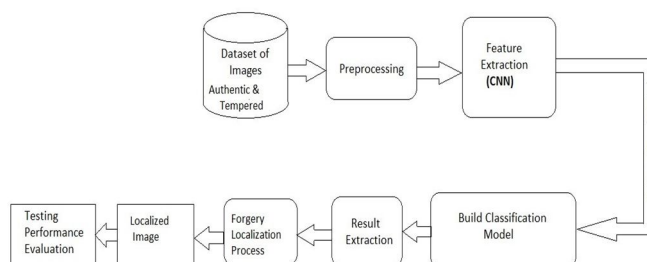 Dataset of
Images
Authentic &
Tempered
Preprocessing
Feature
Extraction
(CNN)
Testing
Performance
Evaluation
Localized
Image
Forgery
Localization
Process
Result
Extraction
Build Classification
Model